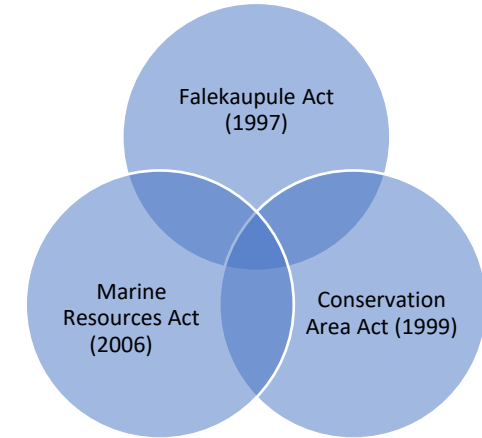 Falekaupule Act
(1997)
Marine
Resources Act
(2006)
Conservation
Area Act (1999)